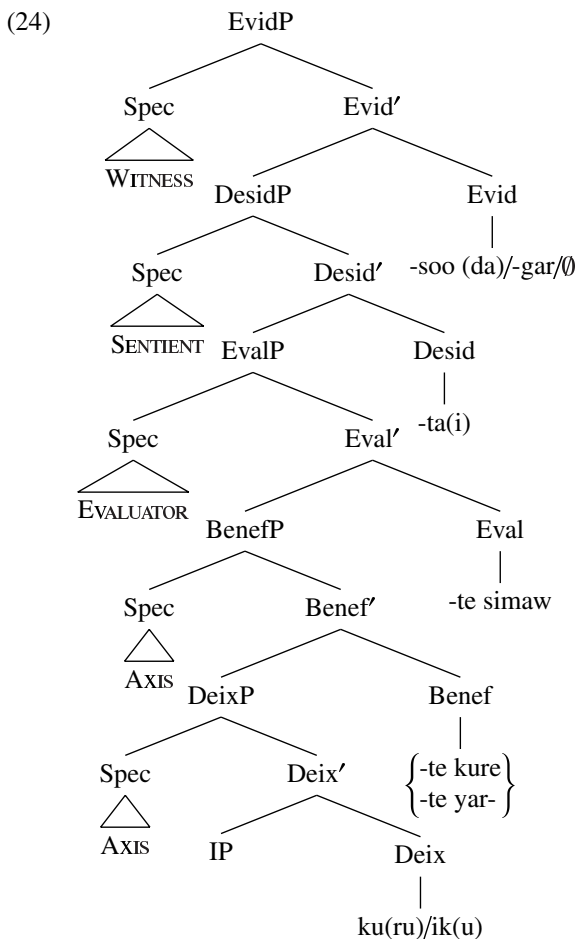 (24)
EvidP
Spec Evid′
WITNESS
DesidP Evid
-soo (da)/-gar/∅
Spec Desid′
SENTIENT
EvalP Desid
-ta(i)
Spec Eval′
EVALUATOR
BenefP Eval
-te simaw
Spec Benef′
AXIS
DeixP Benef
-te kure
-te yar-
Spec Deix′
AXIS
IP Deix
ku(ru)/ik(u)